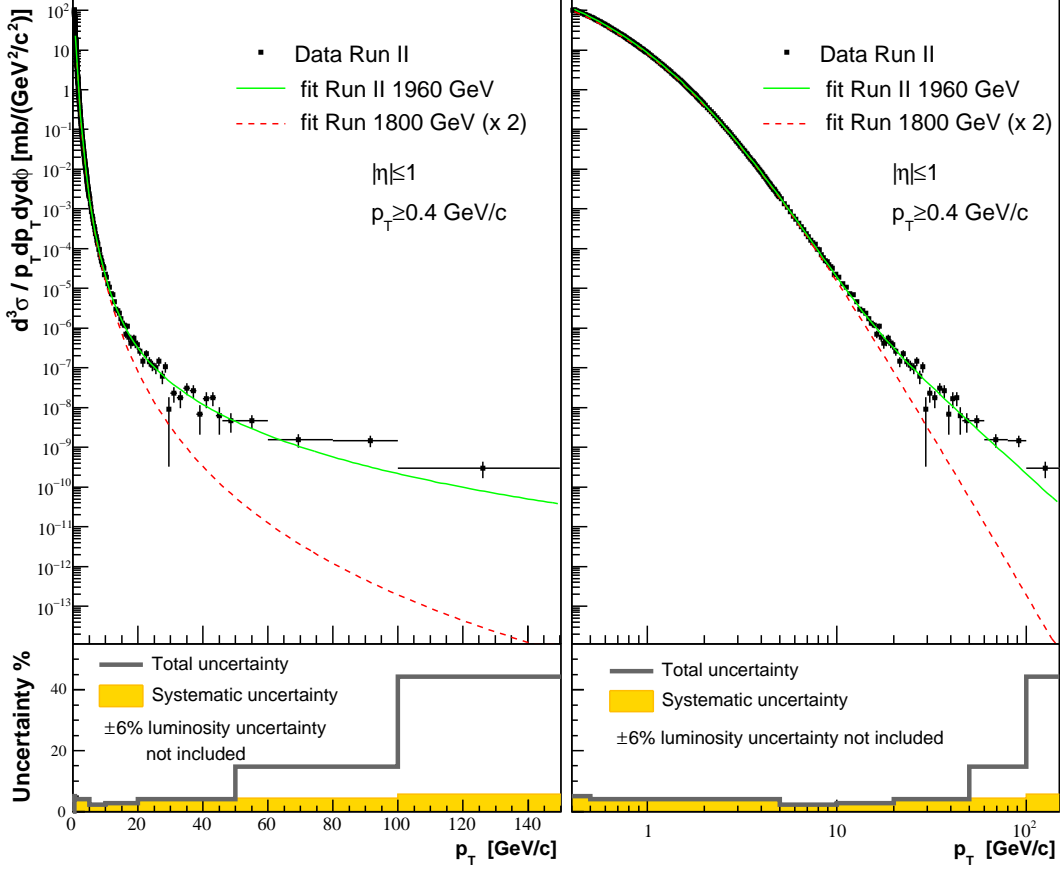 d³σ / p_T dp_T dydϕ [mb/(GeV²/c²)]
10²
10
1
10⁻¹
10⁻²
10⁻³
10⁻⁴
10⁻⁵
10⁻⁶
10⁻⁷
10⁻⁸
10⁻⁹
10⁻¹⁰
10⁻¹¹
10⁻¹²
10⁻¹³
Data Run II
fit Run II 1960 GeV
fit Run 1800 GeV (x 2)
|η|≤1
p_T≥0.4 GeV/c
Data Run II
fit Run II 1960 GeV
fit Run 1800 GeV (x 2)
|η|≤1
p_T≥0.4 GeV/c
Uncertainty %
40
20
0
Total uncertainty
Systematic uncertainty
±6% luminosity uncertainty
not included
0 20 40 60 80 100 120 140
p_T [GeV/c]
Total uncertainty
Systematic uncertainty
±6% luminosity uncertainty not included
1 10 10²
p_T [GeV/c]